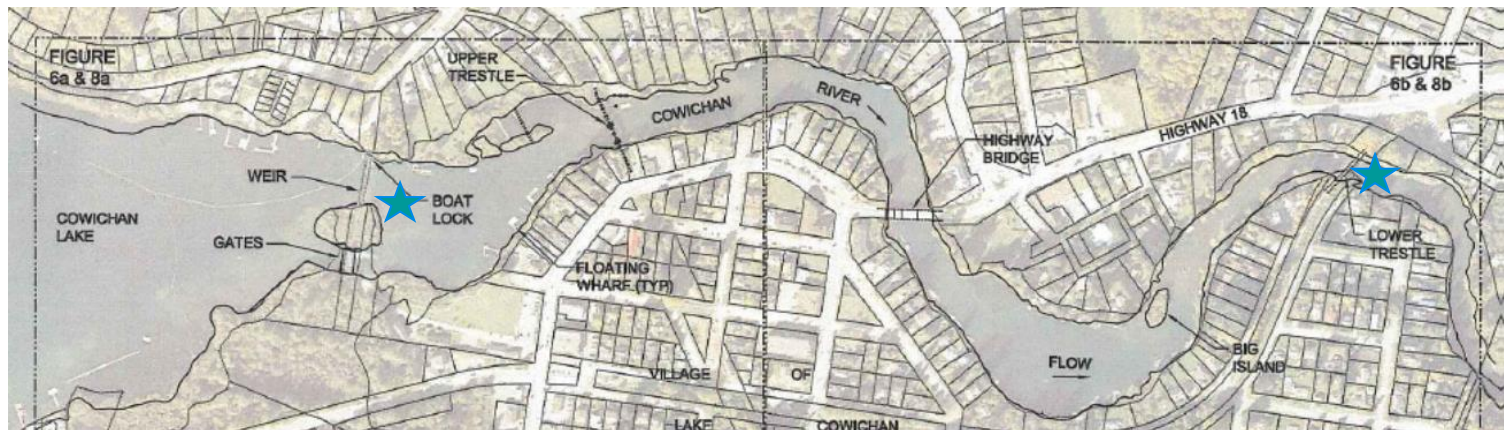 FIGURE
6a & 8a
UPPER
TRESTLE
COWICHAN
RIVER
FIGURE
6b & 8b
HIGHWAY 18
HIGHWAY
BRIDGE
WEIR
BOAT
LOCK
COWICHAN
LAKE
GATES
FLOATING
WHARF (TYP)
LOWER
TRESTLE
BIG
ISLAND
FLOW
VILLAGE OF
LAKE COWICHAN